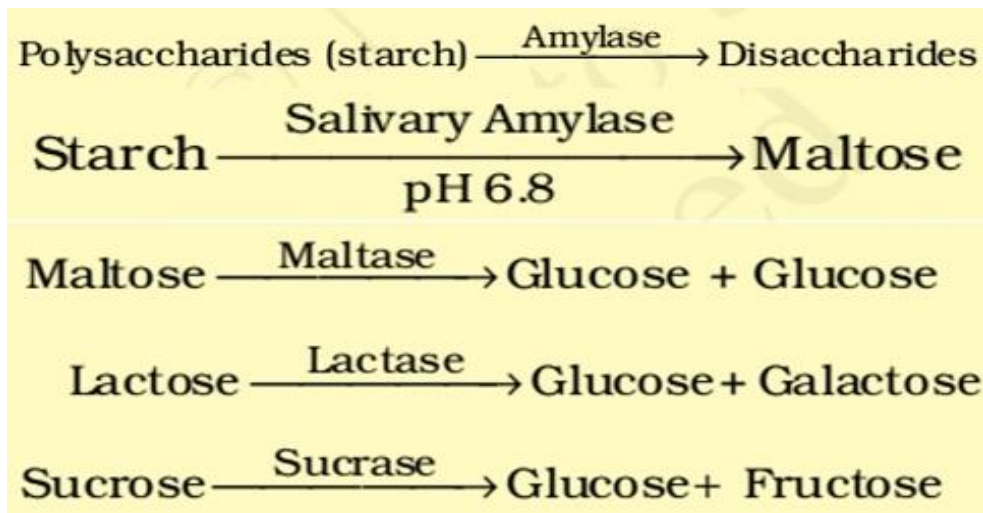 Polysaccharides (starch) —Amylase→ Disaccharides
Starch —Salivary Amylase→ Maltose
pH 6.8
Maltose —Maltase→ Glucose + Glucose
Lactose —Lactase→ Glucose+ Galactose
Sucrose —Sucrase→ Glucose+ Fructose